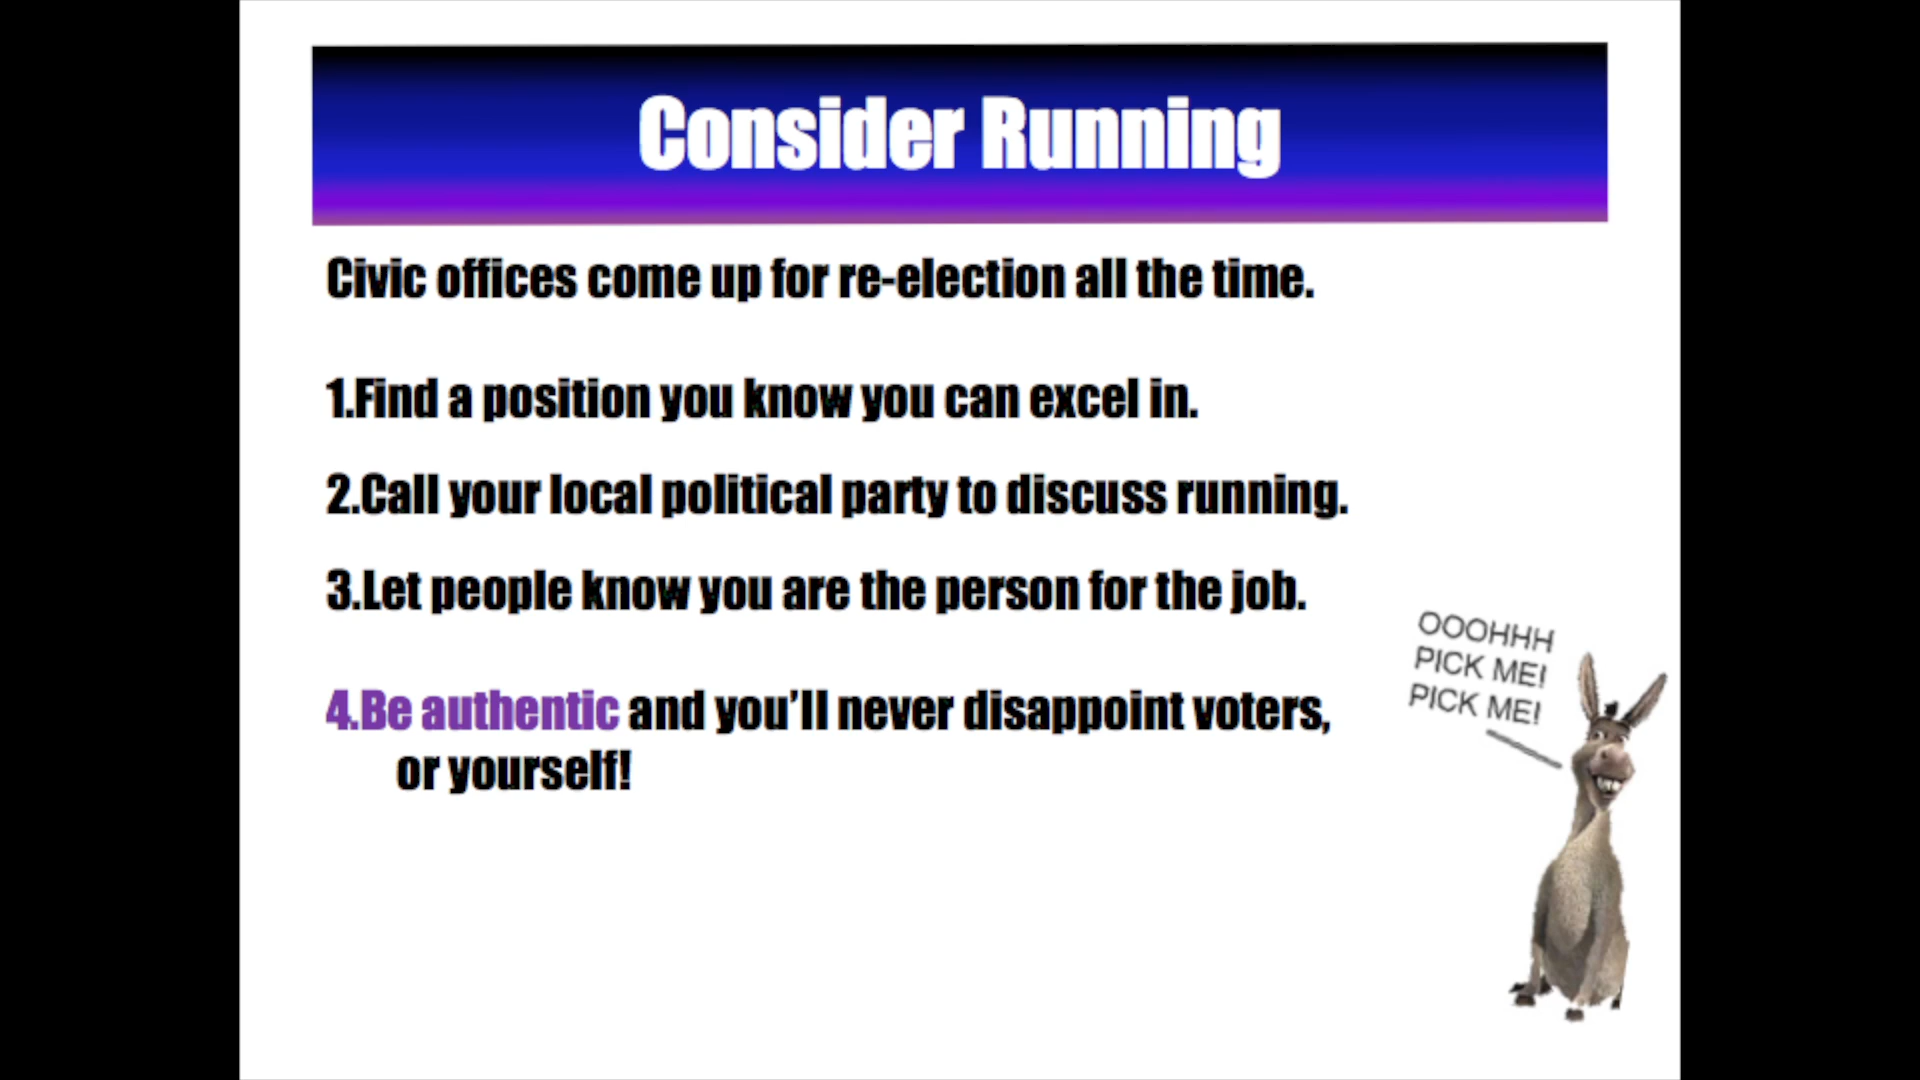 Consider Running
Civic offices come up for re-election all the time.
1.Find a position you know you can excel in.
2.Call your local political party to discuss running.
3.Let people know you are the person for the job.
4.Be authentic and you’ll never disappoint voters,
or yourself!
OOOHHH
PICK ME!
PICK ME!